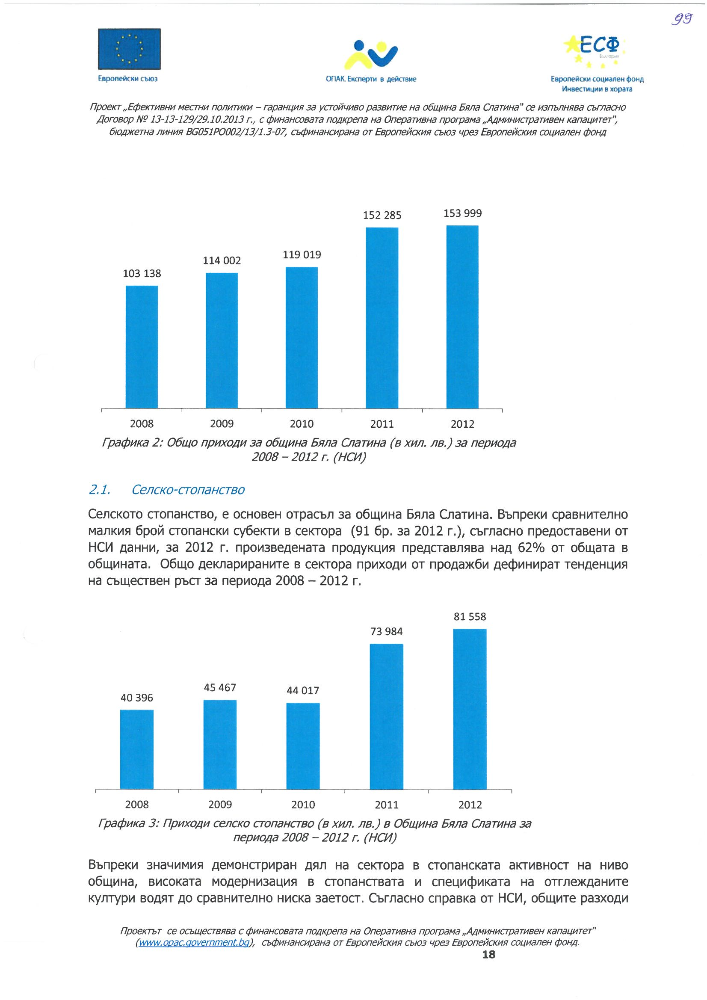 99
Европейски съюз
ОПАК. Експерти в действие
ЕСФ
България
Европейски социален фонд
Инвестиции в хората
Проект „Ефективни местни политики – гаранция за устойчиво развитие на община Бяла Слатина" се изпълнява съгласно
Договор № 13-13-129/29.10.2013 г., с финансовата подкрепа на Оперативна програма „Административен капацитет",
бюджетна линия BG051PO002/13/1.3-07, съфинансирана от Европейския съюз чрез Европейския социален фонд
103 138
114 002
119 019
152 285
153 999
2008 2009 2010 2011 2012
Графика 2: Общо приходи за община Бяла Слатина (в хил. лв.) за периода
2008 – 2012 г. (НСИ)
2.1. Селско-стопанство
Селското стопанство, е основен отрасъл за община Бяла Слатина. Въпреки сравнително
малкия брой стопански субекти в сектора (91 бр. за 2012 г.), съгласно предоставени от
НСИ данни, за 2012 г. произведената продукция представлява над 62% от общата в
общината. Общо декларираните в сектора приходи от продажби дефинират тенденция
на съществен ръст за периода 2008 – 2012 г.
40 396
45 467
44 017
73 984
81 558
2008 2009 2010 2011 2012
Графика 3: Приходи селско стопанство (в хил. лв.) в Община Бяла Слатина за
периода 2008 – 2012 г. (НСИ)
Въпреки значимия демонстриран дял на сектора в стопанската активност на ниво
община, високата модернизация в стопанствата и спецификата на отглежданите
култури водят до сравнително ниска заетост. Съгласно справка от НСИ, общите разходи
Проектът се осъществява с финансовата подкрепа на Оперативна програма „Административен капацитет"
(www.opac.government.bg), съфинансирана от Европейския съюз чрез Европейския социален фонд.
18